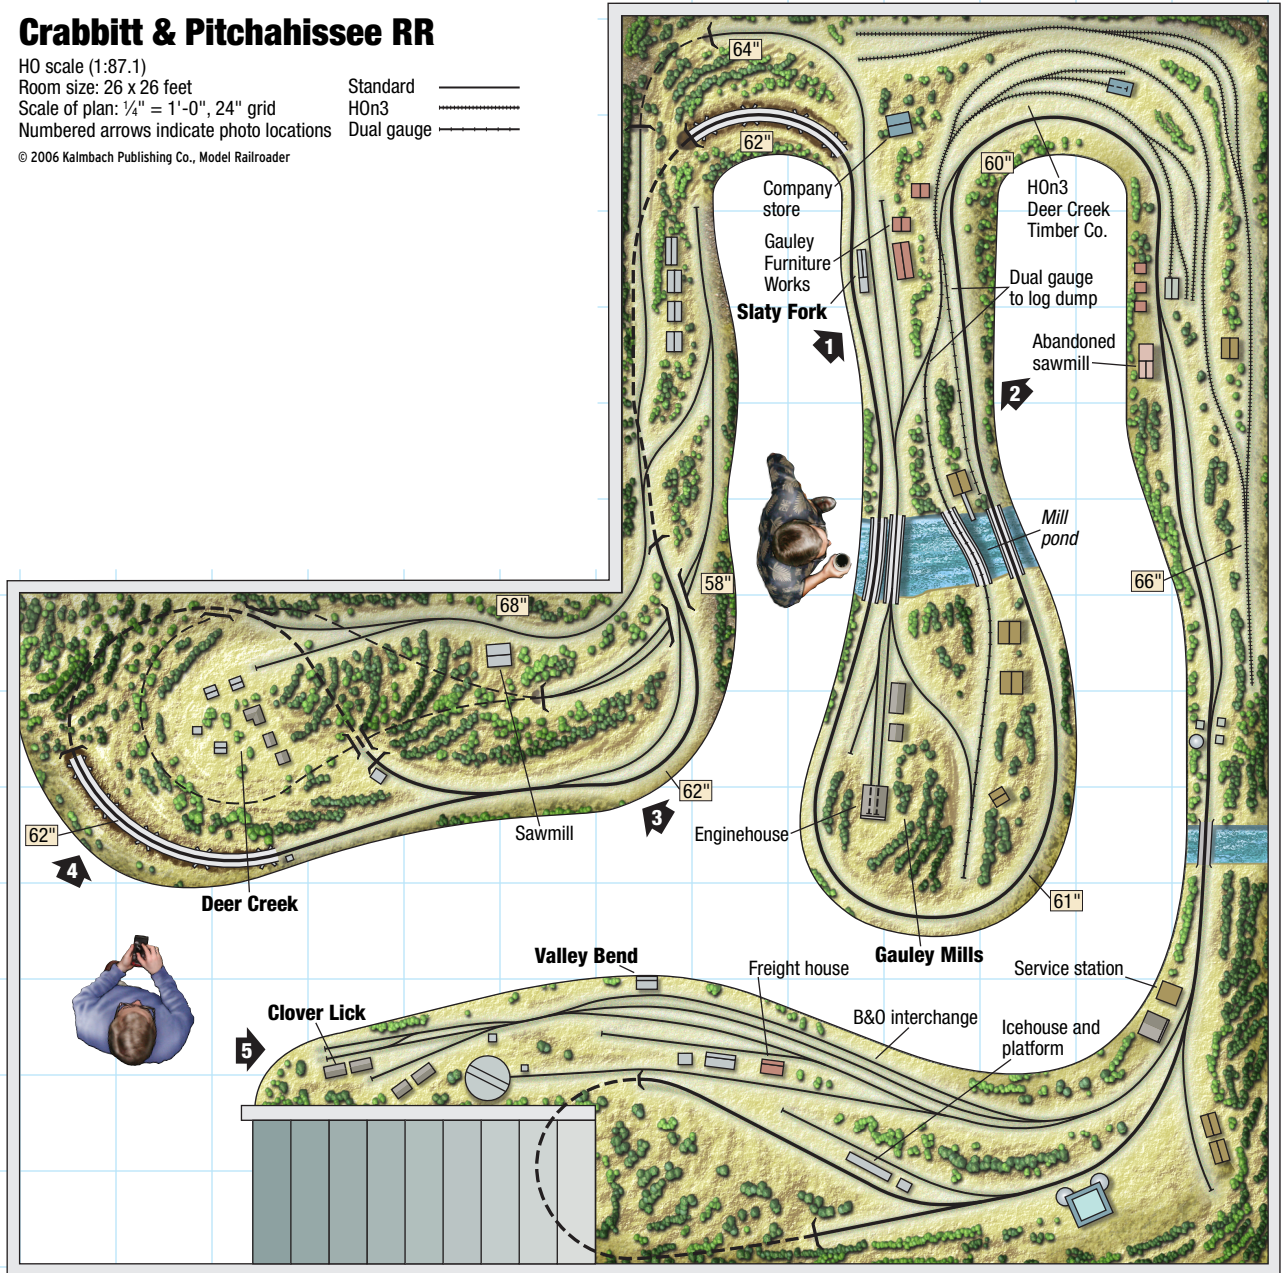 Crabbitt & Pitchahissee RR
HO scale (1:87.1)
Room size: 26 x 26 feet
Scale of plan: ¼" = 1'-0", 24" grid
Numbered arrows indicate photo locations
© 2006 Kalmbach Publishing Co., Model Railroader
Standard
HOn3
Dual gauge
64"
62"
60"
Company
store
HOn3
Deer Creek
Timber Co.
Gauley
Furniture
Works
Slaty Fork
Dual gauge
to log dump
1
Abandoned
sawmill
2
Mill
pond
58"
66"
68"
62"
3
Sawmill
Enginehouse
62"
4
Deer Creek
61"
Gauley Mills
Valley Bend
Freight house
Service station
Clover Lick
B&O interchange
Icehouse and
platform
5